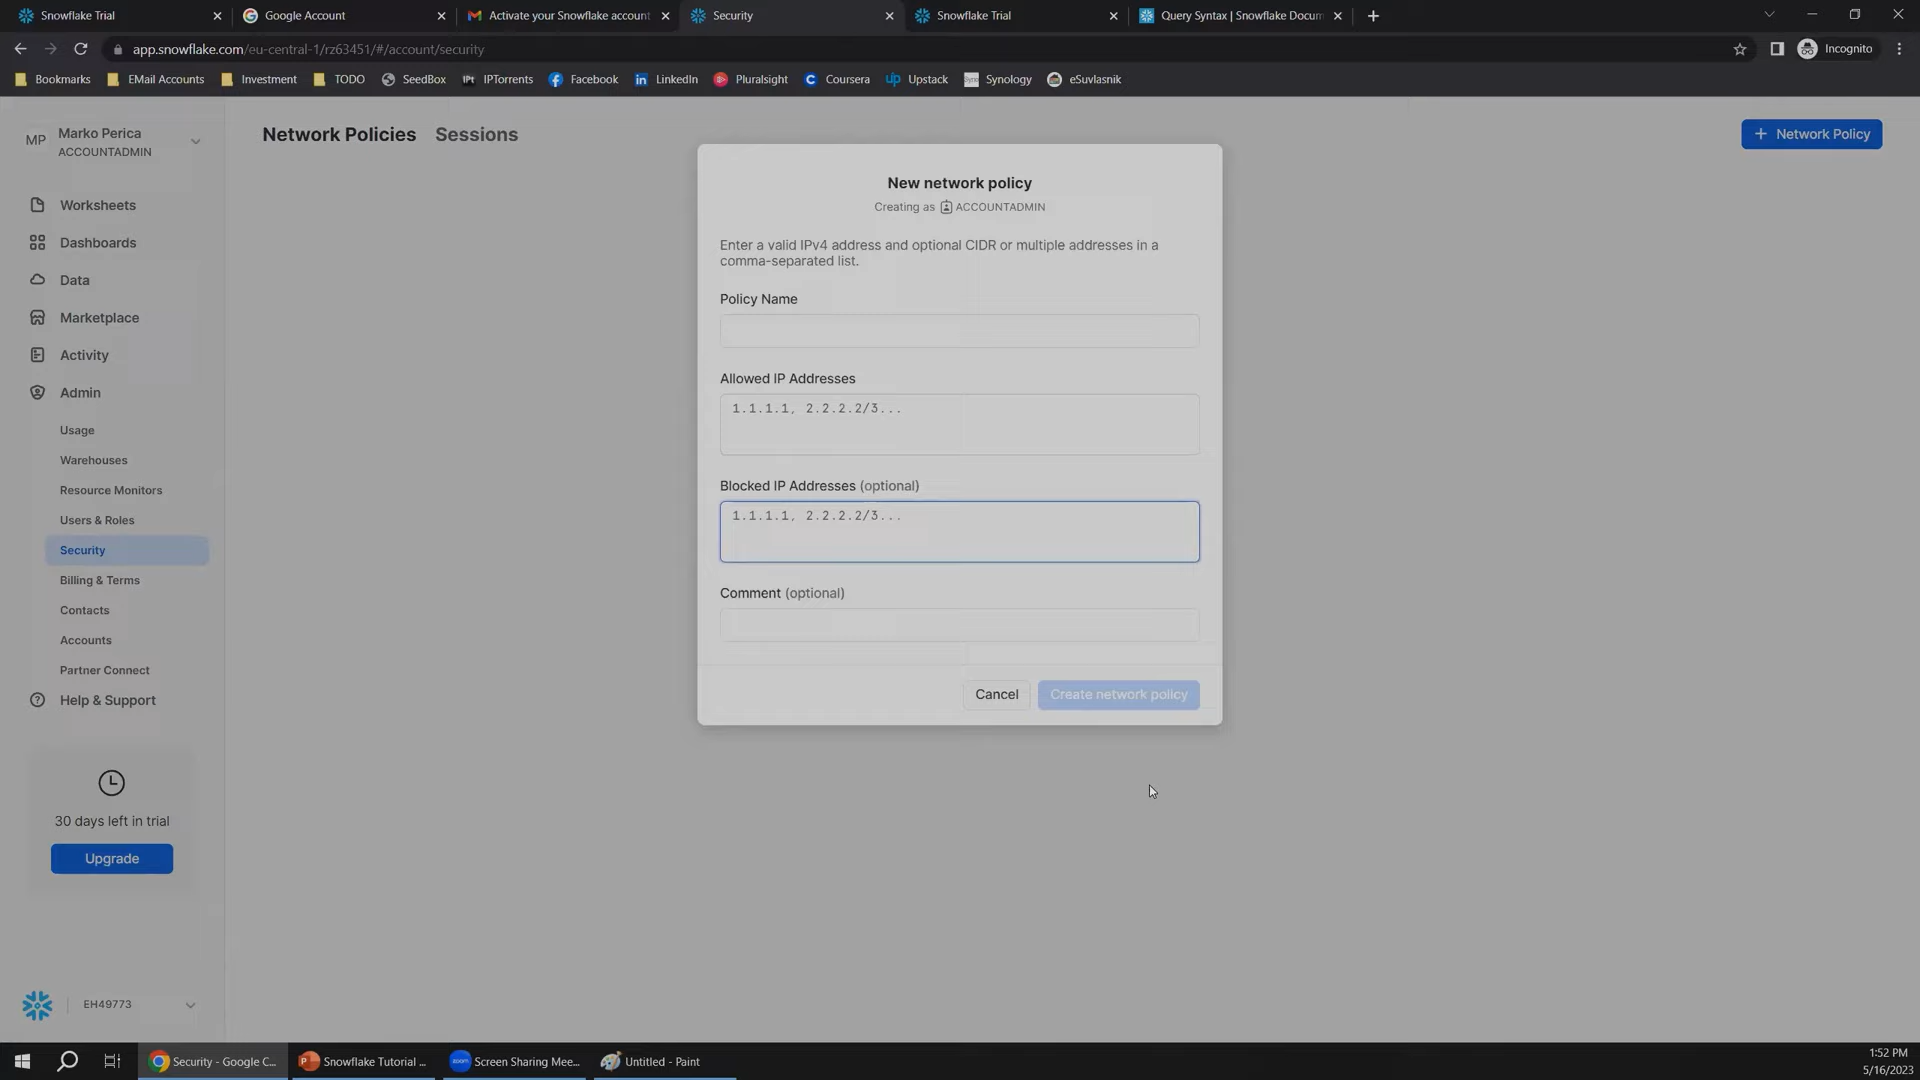 Snowflake Trial
Google Account
Activate your Snowflake account
Security
Snowflake Trial
Query Syntax | Snowflake Docum
app.snowflake.com/eu-central-1/rz63451/#/account/security
Incognito
Bookmarks
EMail Accounts
Investment
TODO
SeedBox
IPt IPTorrents
Facebook
LinkedIn
Pluralsight
Coursera
up Upstack
Synology
eSuvlasnik
MP
Marko Perica
ACCOUNTADMIN
Network Policies
Sessions
+ Network Policy
Worksheets
Dashboards
Data
Marketplace
Activity
Admin
Usage
Warehouses
Resource Monitors
Users & Roles
Security
Billing & Terms
Contacts
Accounts
Partner Connect
Help & Support
30 days left in trial
Upgrade
EH49773
New network policy
Creating as ACCOUNTADMIN
Enter a valid IPv4 address and optional CIDR or multiple addresses in a
comma-separated list.
Policy Name
Allowed IP Addresses
1.1.1.1, 2.2.2.2/3...
Blocked IP Addresses (optional)
1.1.1.1, 2.2.2.2/3...
Comment (optional)
Cancel
Create network policy
Security - Google C...
Snowflake Tutorial ...
zoom
Screen Sharing Mee...
Untitled - Paint
1:52 PM
5/16/2023